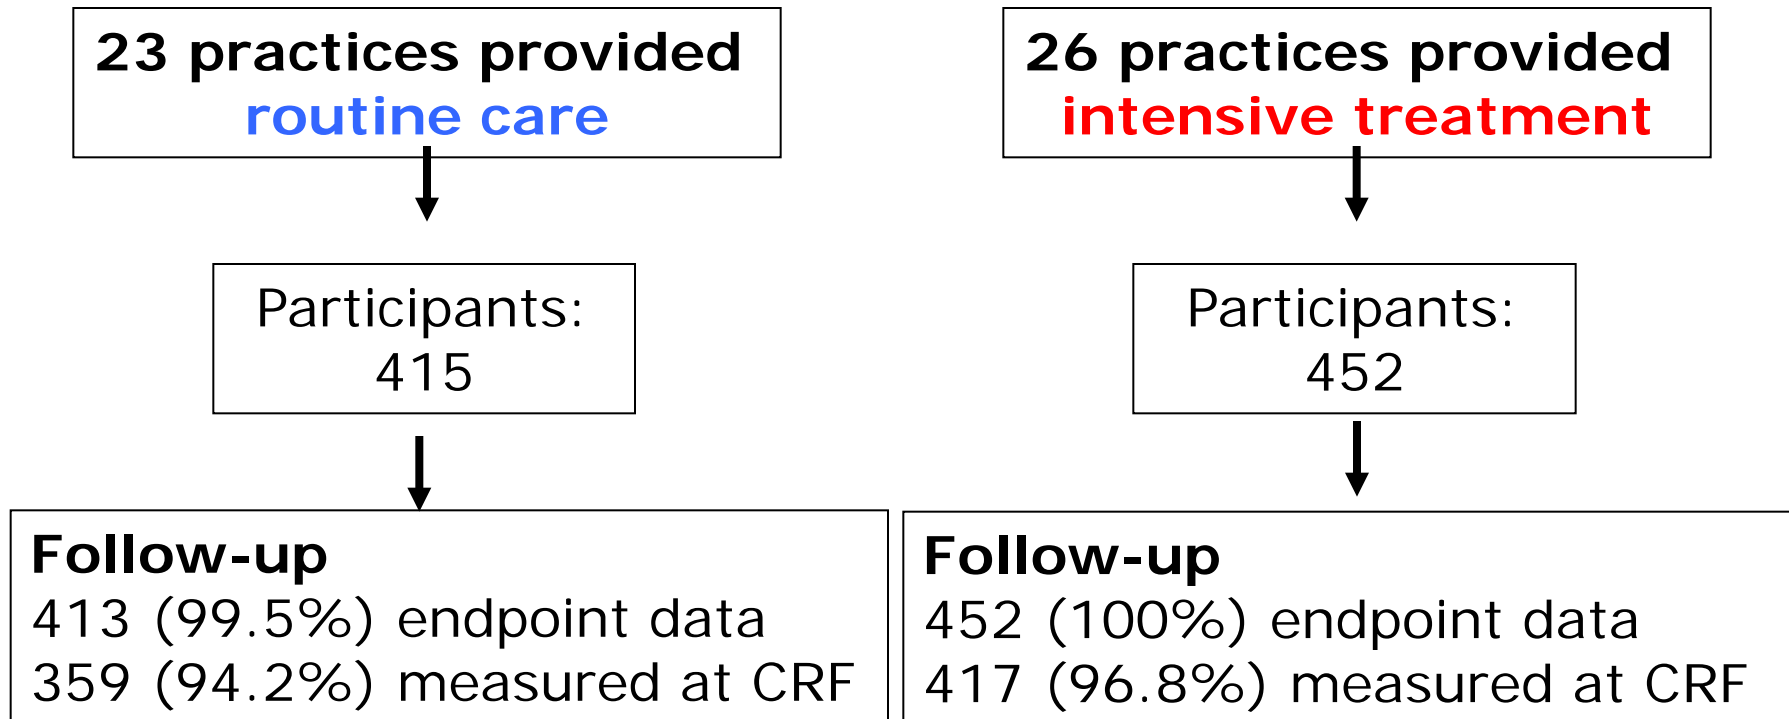 23 practices provided
routine care
26 practices provided
intensive treatment
Participants:
415
Participants:
452
Follow-up
413 (99.5%) endpoint data
359 (94.2%) measured at CRF
Follow-up
452 (100%) endpoint data
417 (96.8%) measured at CRF